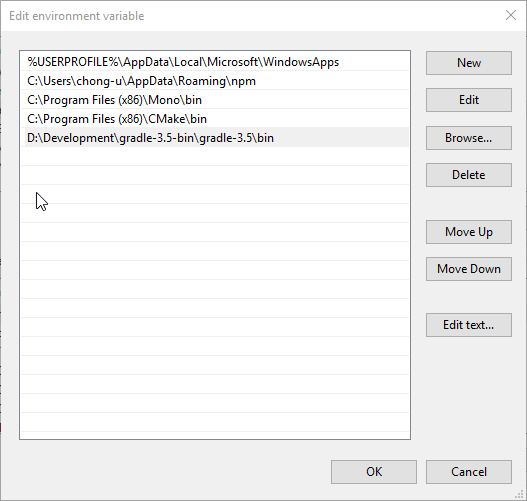 Edit environment variable
%USERPROFILE%\AppData\Local\Microsoft\WindowsApps
New
C:\Users\chong-u\AppData\Roaming\npm
C:\Program Files (x86)\Mono\bin
Edit
C:\Program Files (x86)\CMake\bin
D:\Development\gradle-3.5-bin\gradle-3.5\bin
Browse...
Delete
Move Up
Move Down
Edit text...
OK
Cancel